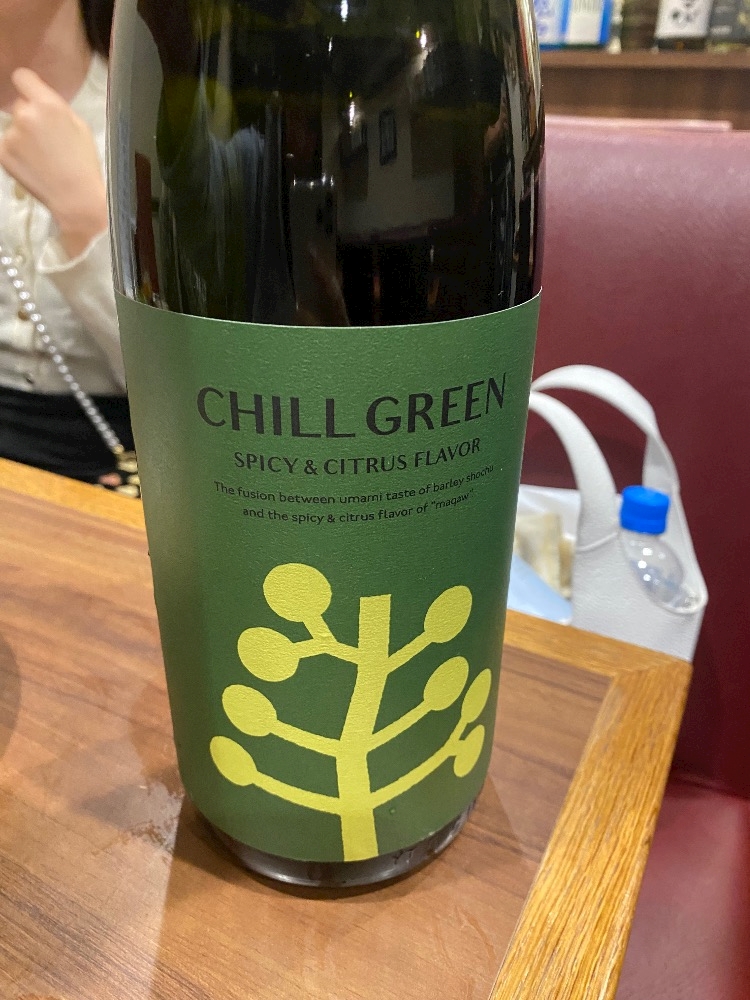 CHILL GREEN
SPICY & CITRUS FLAVOR
The fusion between umami taste of barley shochu
and the spicy & citrus flavor of "maqaw"